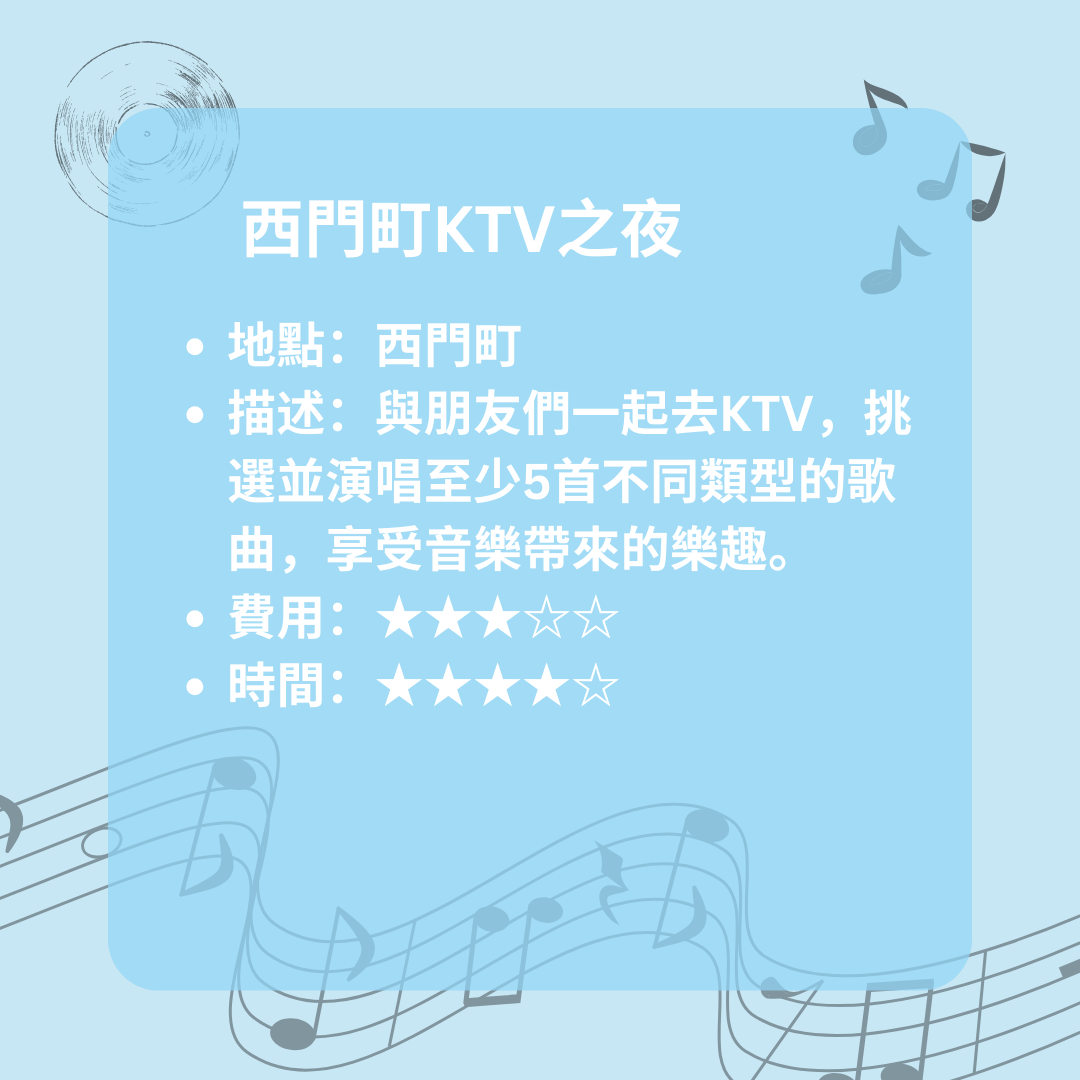 西門町KTV之夜
• 地點：西門町
• 描述：與朋友們一起去KTV，挑
選並演唱至少5首不同類型的歌
曲，享受音樂帶來的樂趣。
• 費用：★★★☆☆
• 時間：★★★★☆